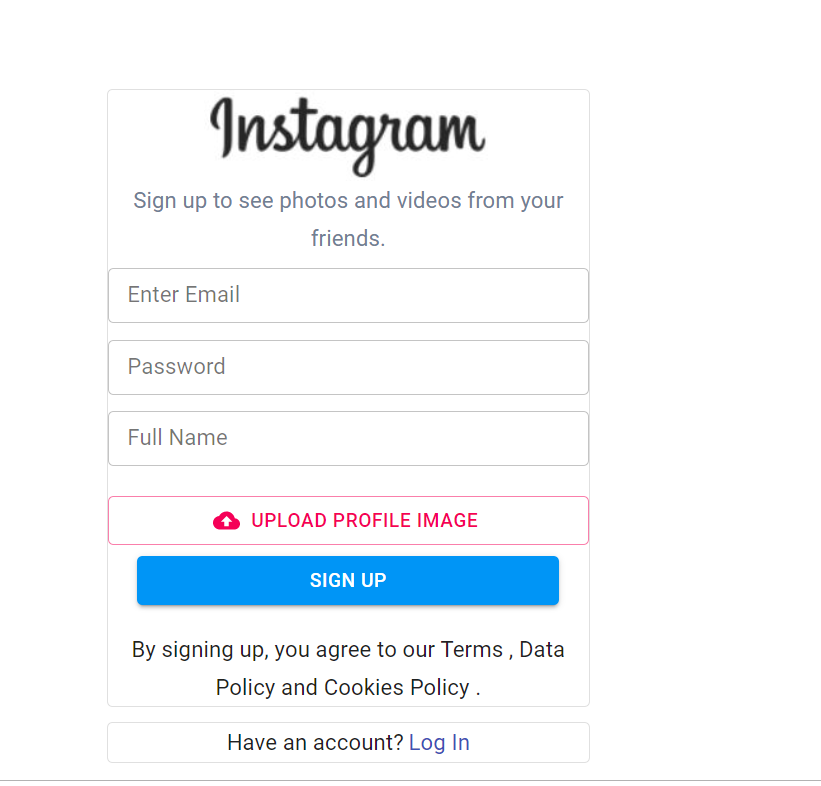 Instagram
Sign up to see photos and videos from your
friends.
Enter Email
Password
Full Name
UPLOAD PROFILE IMAGE
SIGN UP
By signing up, you agree to our Terms , Data
Policy and Cookies Policy .
Have an account? Log In